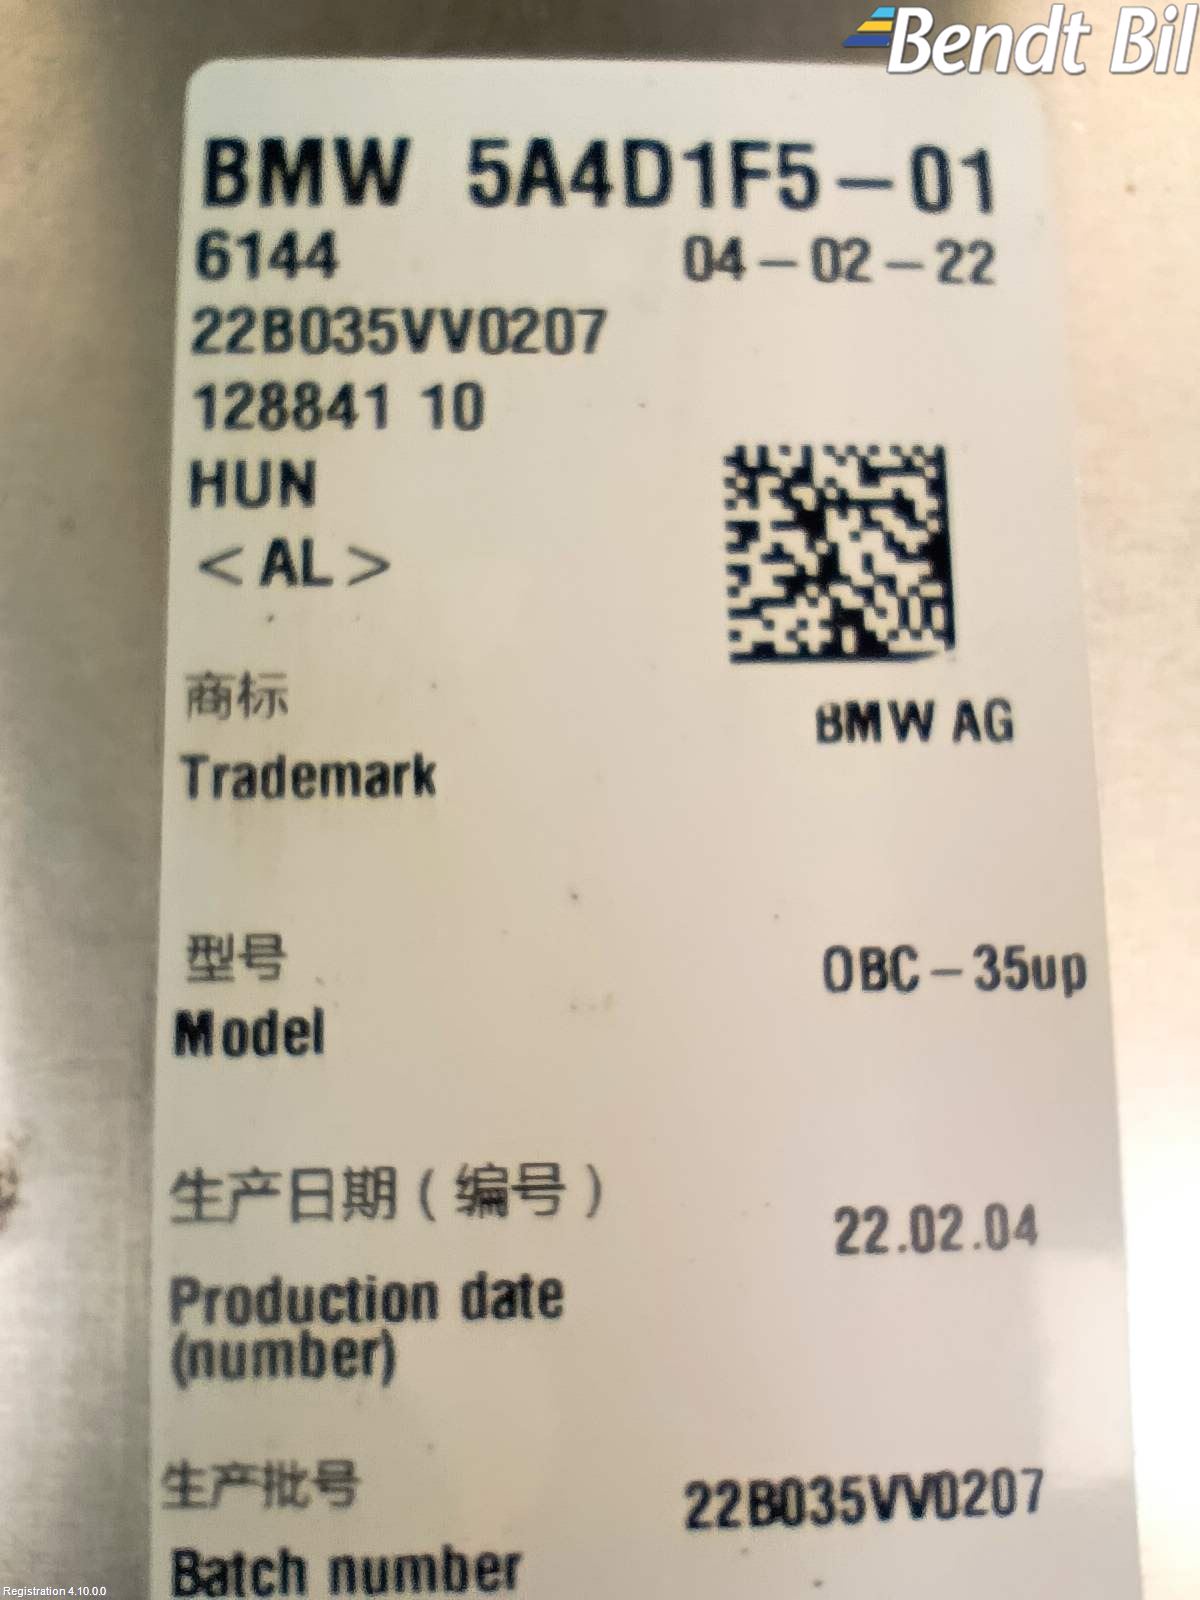 Bendt Bil
BMW 5A4D1F5-01
6144 04-02-22
22B035VV0207
128841 10
HUN
<AL>
商标
BMW AG
Trademark
型号
OBC-35up
Model
生产日期(编号)
22.02.04
Production date
(number)
生产批号
22B035VV0207
Batch number
Registration 4.10.0.0